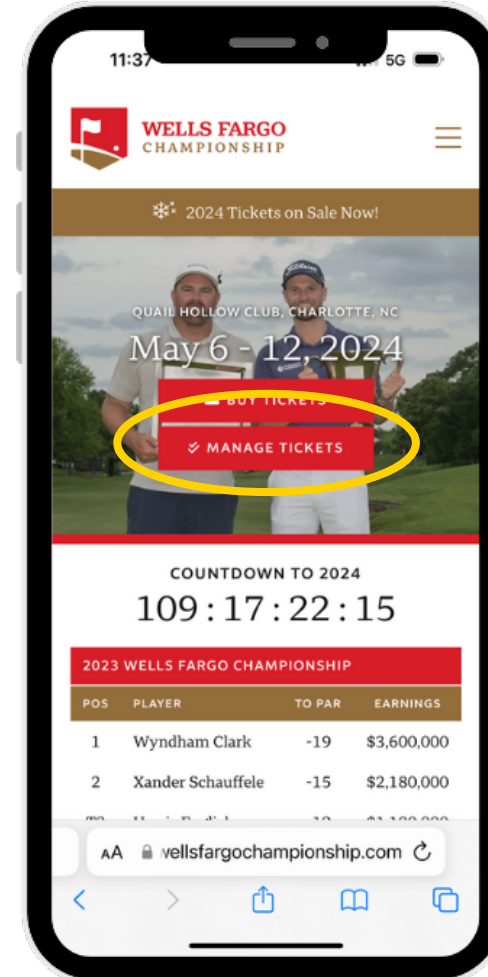 11:37
5G
WELLS FARGO
CHAMPIONSHIP
2024 Tickets on Sale Now!
QUAIL HOLLOW CLUB, CHARLOTTE, NC
May 6 - 12, 2024
BUY TICKETS
MANAGE TICKETS
COUNTDOWN TO 2024
109 : 17 : 22 : 15
2023 WELLS FARGO CHAMPIONSHIP
POS PLAYER TO PAR EARNINGS
1 Wyndham Clark -19 $3,600,000
2 Xander Schauffele -15 $2,180,000
AA vellsfargochampionship.com